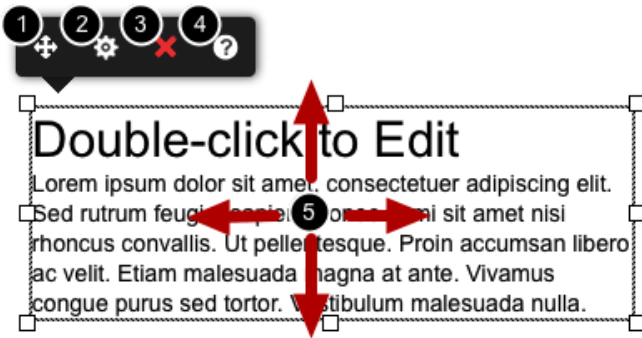 1 2 3 4
?
Double-click to Edit
Lorem ipsum dolor sit amet, consectetuer adipiscing elit.
Sed rutrum 5 mi sit amet nisi
rhoncus convallis. Ut pellentesque. Proin accumsan libero
ac velit. Etiam malesuada magna at ante. Vivamus
congue purus sed tortor. Vestibulum malesuada nulla.